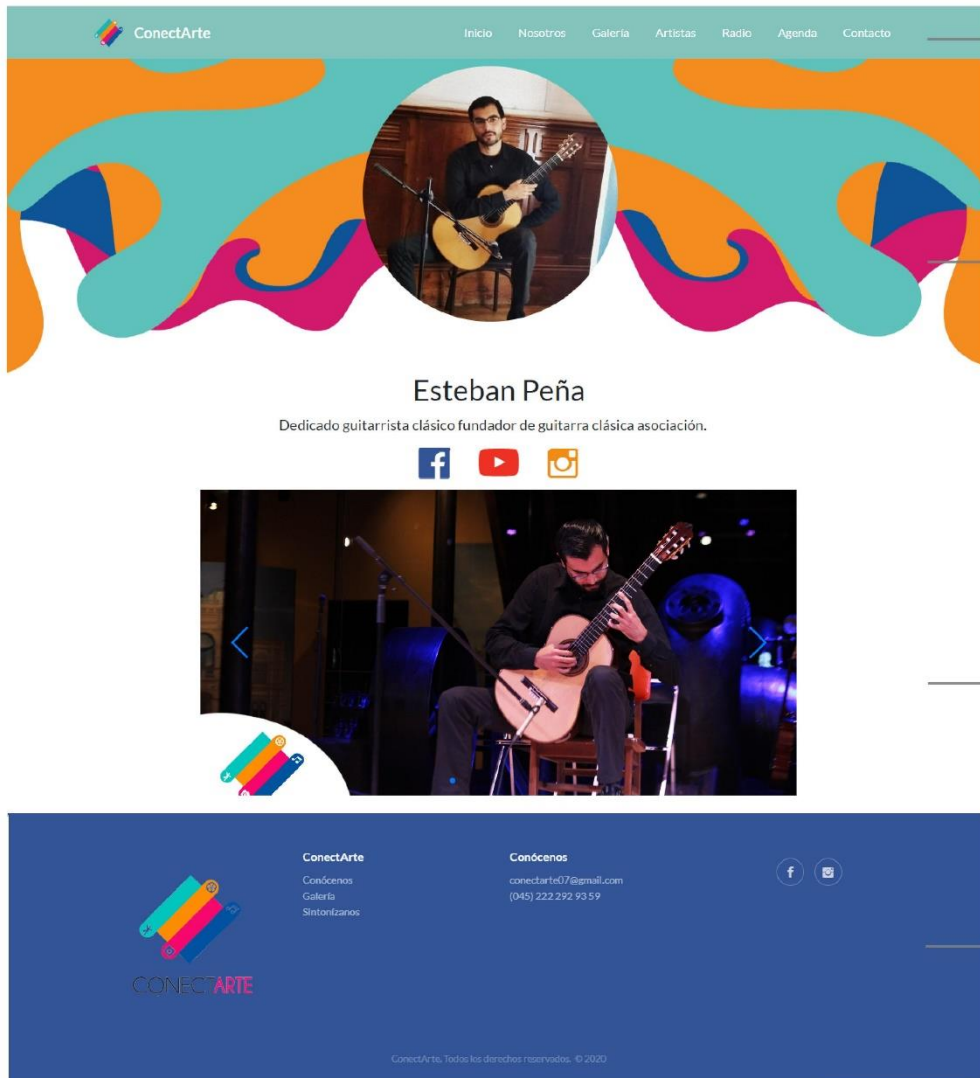 ConectArte
Inicio Nosotros Galería Artistas Radio Agenda Contacto
Esteban Peña
Dedicado guitarrista clásico fundador de guitarra clásica asociación.
ConectArte
Conócenos
Galería
Sintonízanos
Conócenos
conectarte07@gmail.com
(045) 222 292 93 59
CONECTARTE
ConectArte. Todos los derechos reservados. © 2020